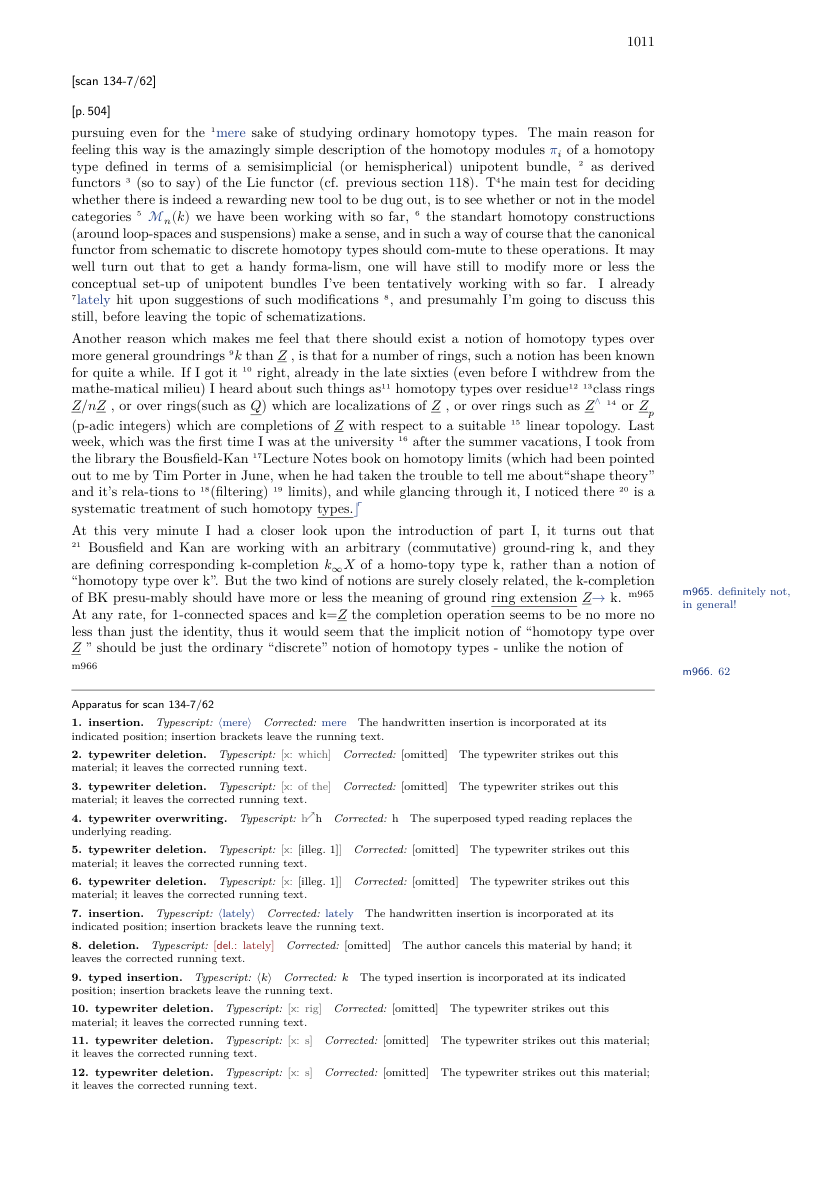 1011
[scan 134-7/62]
[p. 504]
pursuing even for the ¹mere sake of studying ordinary homotopy types. The main reason for
feeling this way is the amazingly simple description of the homotopy modules π_i of a homotopy
type defined in terms of a semisimplicial (or hemispherical) unipotent bundle, ² as derived
functors ³ (so to say) of the Lie functor (cf. previous section 118). T⁴he main test for deciding
whether there is indeed a rewarding new tool to be dug out, is to see whether or not in the model
categories ⁵ ℳ_n(k) we have been working with so far, ⁶ the standart homotopy constructions
(around loop-spaces and suspensions) make a sense, and in such a way of course that the canonical
functor from schematic to discrete homotopy types should com-mute to these operations. It may
well turn out that to get a handy forma-lism, one will have still to modify more or less the
conceptual set-up of unipotent bundles I've been tentatively working with so far. I already
⁷lately hit upon suggestions of such modifications ⁸, and presumahly I'm going to discuss this
still, before leaving the topic of schematizations.
Another reason which makes me feel that there should exist a notion of homotopy types over
more general groundrings ⁹k than Z , is that for a number of rings, such a notion has been known
for quite a while. If I got it ¹⁰ right, already in the late sixties (even before I withdrew from the
mathe-matical milieu) I heard about such things as¹¹ homotopy types over residue¹² ¹³class rings
Z/nZ , or over rings(such as Q) which are localizations of Z , or over rings such as Z^ ¹⁴ or Z_p
(p-adic integers) which are completions of Z with respect to a suitable ¹⁵ linear topology. Last
week, which was the first time I was at the university ¹⁶ after the summer vacations, I took from
the library the Bousfield-Kan ¹⁷Lecture Notes book on homotopy limits (which had been pointed
out to me by Tim Porter in June, when he had taken the trouble to tell me about“shape theory”
and it's rela-tions to ¹⁸(filtering) ¹⁹ limits), and while glancing through it, I noticed there ²⁰ is a
systematic treatment of such homotopy types.⌈
At this very minute I had a closer look upon the introduction of part I, it turns out that
²¹ Bousfield and Kan are working with an arbitrary (commutative) ground-ring k, and they
are defining corresponding k-completion k_∞X of a homo-topy type k, rather than a notion of
“homotopy type over k”. But the two kind of notions are surely closely related, the k-completion
of BK presu-mably should have more or less the meaning of ground ring extension Z→ k. m965
At any rate, for 1-connected spaces and k=Z the completion operation seems to be no more no
less than just the identity, thus it would seem that the implicit notion of “homotopy type over
Z ” should be just the ordinary “discrete” notion of homotopy types - unlike the notion of
m966
m965. definitely not,
in general!
m966. 62
Apparatus for scan 134-7/62
1. insertion. Typescript: ⟨mere⟩ Corrected: mere The handwritten insertion is incorporated at its
indicated position; insertion brackets leave the running text.
2. typewriter deletion. Typescript: [x: which] Corrected: [omitted] The typewriter strikes out this
material; it leaves the corrected running text.
3. typewriter deletion. Typescript: [x: of the] Corrected: [omitted] The typewriter strikes out this
material; it leaves the corrected running text.
4. typewriter overwriting. Typescript: h↗h Corrected: h The superposed typed reading replaces the
underlying reading.
5. typewriter deletion. Typescript: [x: [illeg. 1]] Corrected: [omitted] The typewriter strikes out this
material; it leaves the corrected running text.
6. typewriter deletion. Typescript: [x: [illeg. 1]] Corrected: [omitted] The typewriter strikes out this
material; it leaves the corrected running text.
7. insertion. Typescript: ⟨lately⟩ Corrected: lately The handwritten insertion is incorporated at its
indicated position; insertion brackets leave the running text.
8. deletion. Typescript: [del.: lately] Corrected: [omitted] The author cancels this material by hand; it
leaves the corrected running text.
9. typed insertion. Typescript: ⟨k⟩ Corrected: k The typed insertion is incorporated at its indicated
position; insertion brackets leave the running text.
10. typewriter deletion. Typescript: [x: rig] Corrected: [omitted] The typewriter strikes out this
material; it leaves the corrected running text.
11. typewriter deletion. Typescript: [x: s] Corrected: [omitted] The typewriter strikes out this material;
it leaves the corrected running text.
12. typewriter deletion. Typescript: [x: s] Corrected: [omitted] The typewriter strikes out this material;
it leaves the corrected running text.